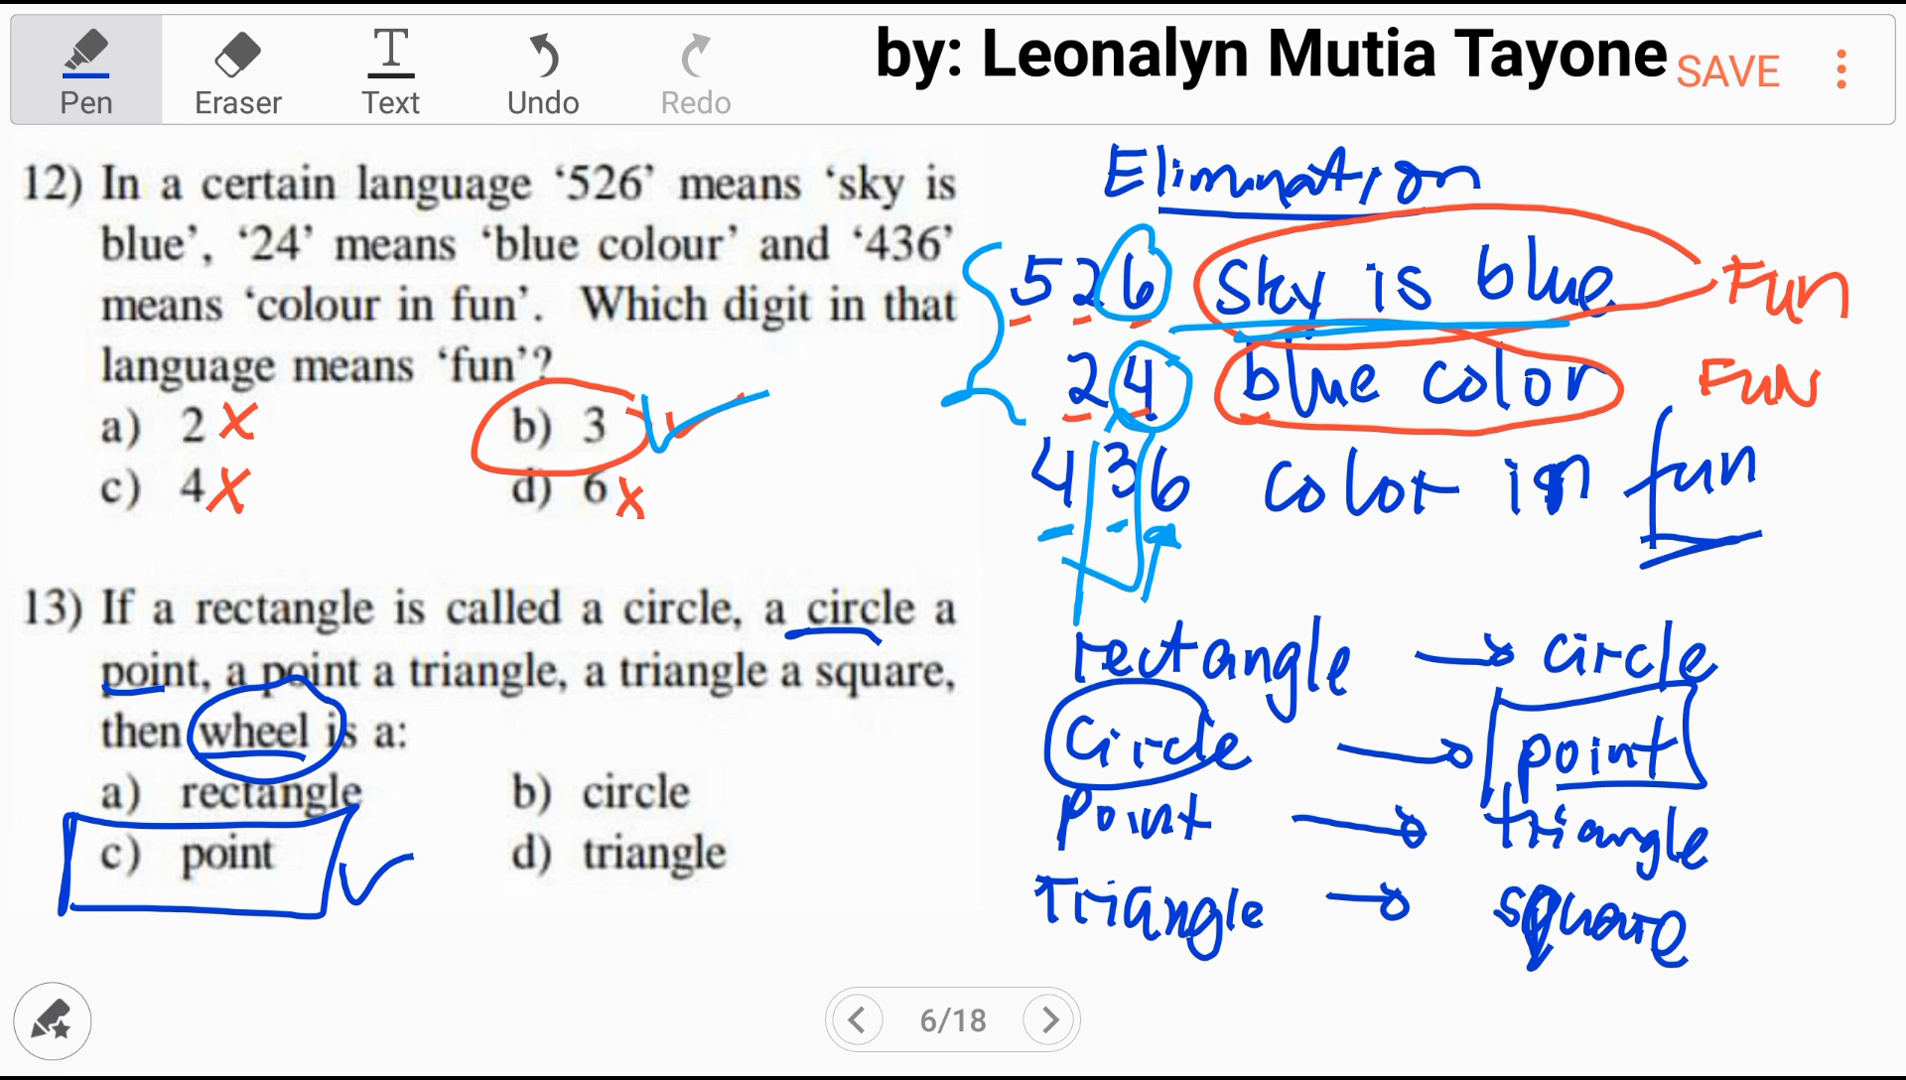 Pen Eraser Text Undo Redo by: Leonalyn Mutia Tayone SAVE
12) In a certain language ‘526’ means ‘sky is
blue’, ‘24’ means ‘blue colour’ and ‘436’
means ‘colour in fun’. Which digit in that
language means ‘fun’?
a) 2 x b) 3
c) 4 x d) 6 x
Elimination
526 sky is blue Fun
24 blue color FUN
436 color in fun
13) If a rectangle is called a circle, a circle a
point, a point a triangle, a triangle a square,
then wheel is a:
a) rectangle b) circle
c) point d) triangle
rectangle → circle
Circle → point
point → triangle
Triangle → square
6/18